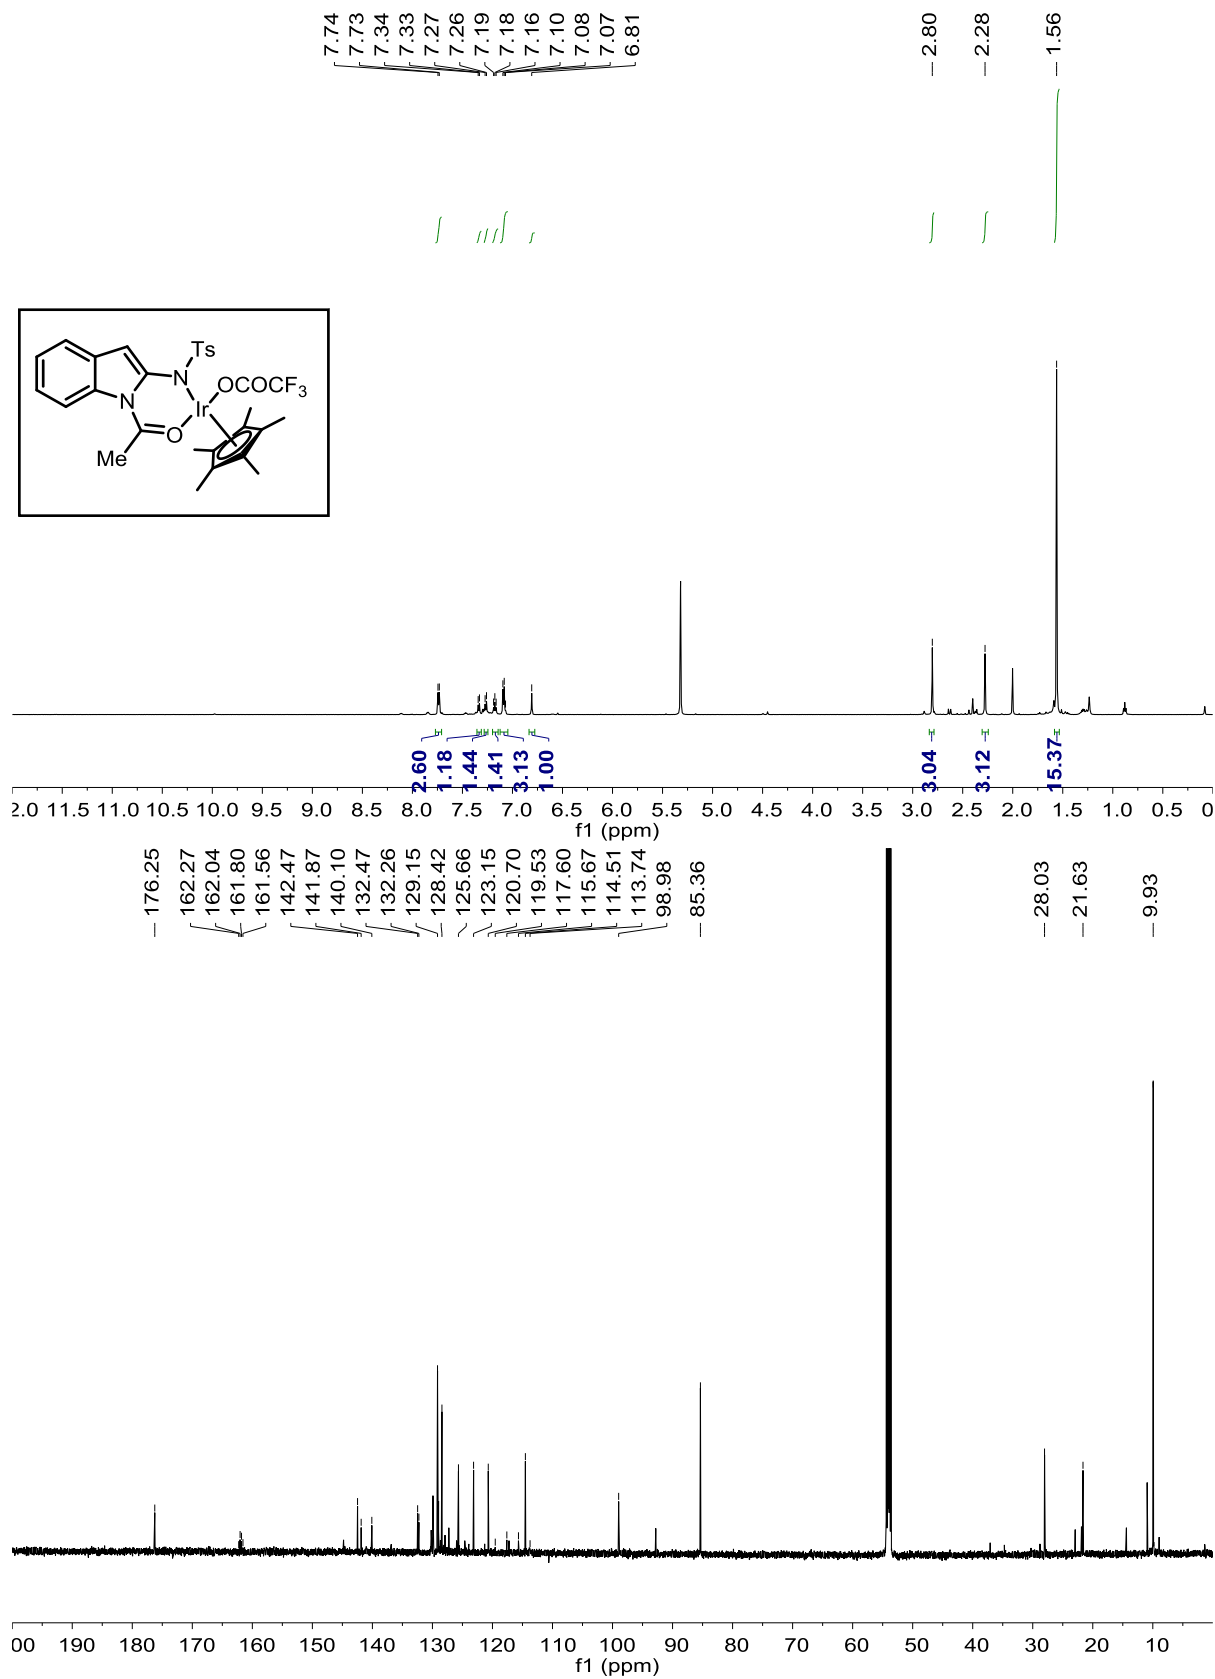 7.74 7.73 7.34 7.33 7.27 7.26 7.19 7.18 7.16 7.10 7.08 7.07 6.81 2.80 2.28 1.56
Ts
N OCOCF3
N Ir
O
Me
2.60 1.18 1.44 1.41 3.13 1.00 3.04 3.12 15.37
2.0 11.5 11.0 10.5 10.0 9.5 9.0 8.5 8.0 7.5 7.0 6.5 6.0 5.5 5.0 4.5 4.0 3.5 3.0 2.5 2.0 1.5 1.0 0.5 0
f1 (ppm)
176.25 162.27 162.04 161.80 161.56 142.47 141.87 140.10 132.47 132.26 129.15 128.42 125.66 123.15 120.70 119.53 117.60 115.67 114.51 113.74 98.98 85.36 28.03 21.63 9.93
00 190 180 170 160 150 140 130 120 110 100 90 80 70 60 50 40 30 20 10
f1 (ppm)